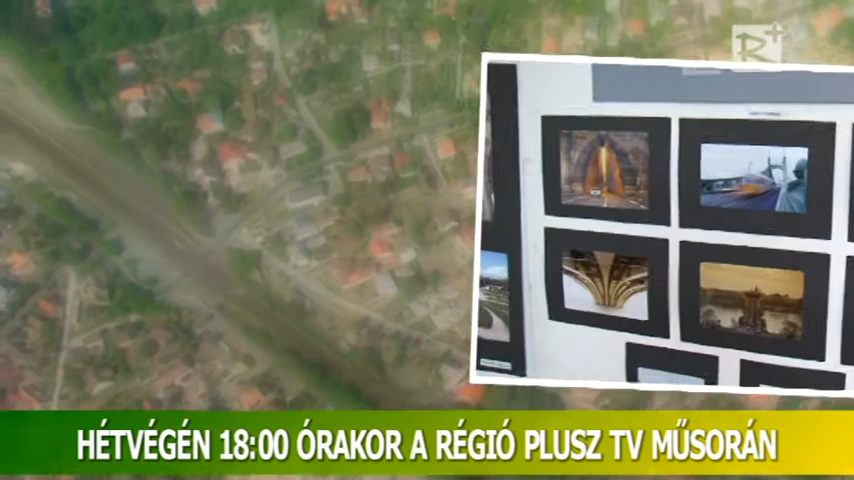 R+
HÉTVÉGÉN 18:00 ÓRAKOR A RÉGIÓ PLUSZ TV MŰSORÁN